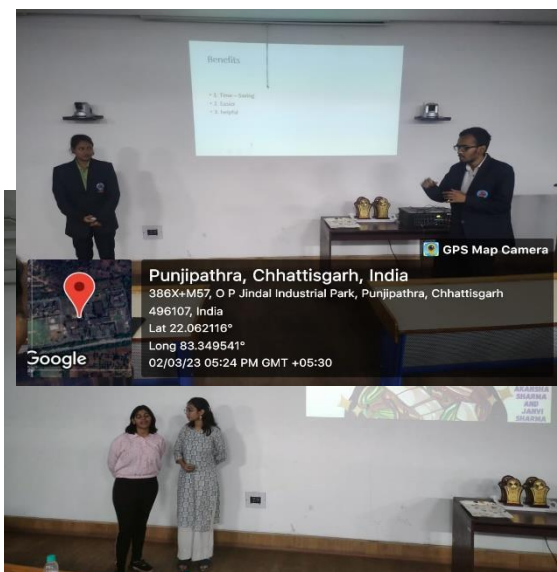 Benefits
• 1. Time - Saving
• 2. Easier
• 3. helpful
GPS Map Camera
Punjipathra, Chhattisgarh, India
386X+M57, O P Jindal Industrial Park, Punjipathra, Chhattisgarh
496107, India
Lat 22.062116°
Long 83.349541°
02/03/23 05:24 PM GMT +05:30
Google
AKARSHA
SHARMA
AND
JARVI
SHARMA